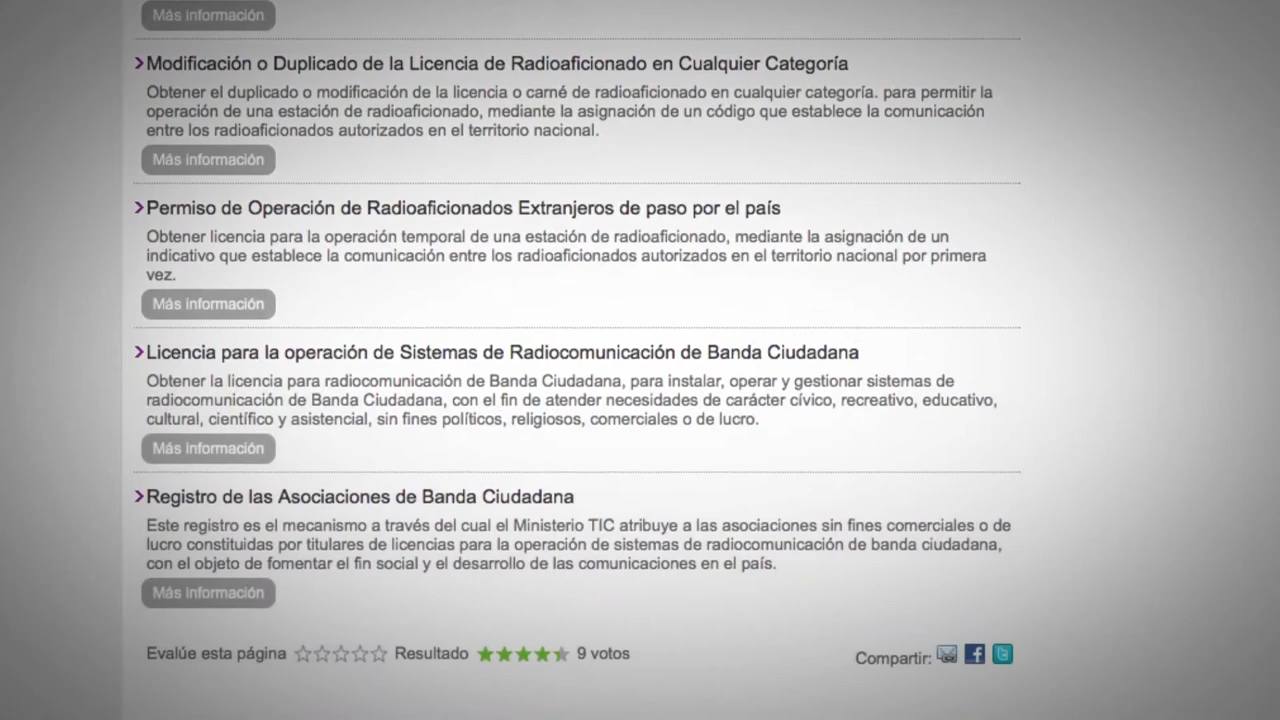 Más información
Modificación o Duplicado de la Licencia de Radioaficionado en Cualquier Categoría
Obtener el duplicado o modificación de la licencia o carné de radioaficionado en cualquier categoría. para permitir la
operación de una estación de radioaficionado, mediante la asignación de un código que establece la comunicación
entre los radioaficionados autorizados en el territorio nacional.
Más información
Permiso de Operación de Radioaficionados Extranjeros de paso por el país
Obtener licencia para la operación temporal de una estación de radioaficionado, mediante la asignación de un
indicativo que establece la comunicación entre los radioaficionados autorizados en el territorio nacional por primera
vez.
Más información
Licencia para la operación de Sistemas de Radiocomunicación de Banda Ciudadana
Obtener la licencia para radiocomunicación de Banda Ciudadana, para instalar, operar y gestionar sistemas de
radiocomunicación de Banda Ciudadana, con el fin de atender necesidades de carácter cívico, recreativo, educativo,
cultural, científico y asistencial, sin fines políticos, religiosos, comerciales o de lucro.
Más información
Registro de las Asociaciones de Banda Ciudadana
Este registro es el mecanismo a través del cual el Ministerio TIC atribuye a las asociaciones sin fines comerciales o de
lucro constituidas por titulares de licencias para la operación de sistemas de radiocomunicación de banda ciudadana,
con el objeto de fomentar el fin social y el desarrollo de las comunicaciones en el país.
Más información
Evalúe esta página Resultado 9 votos
Compartir: